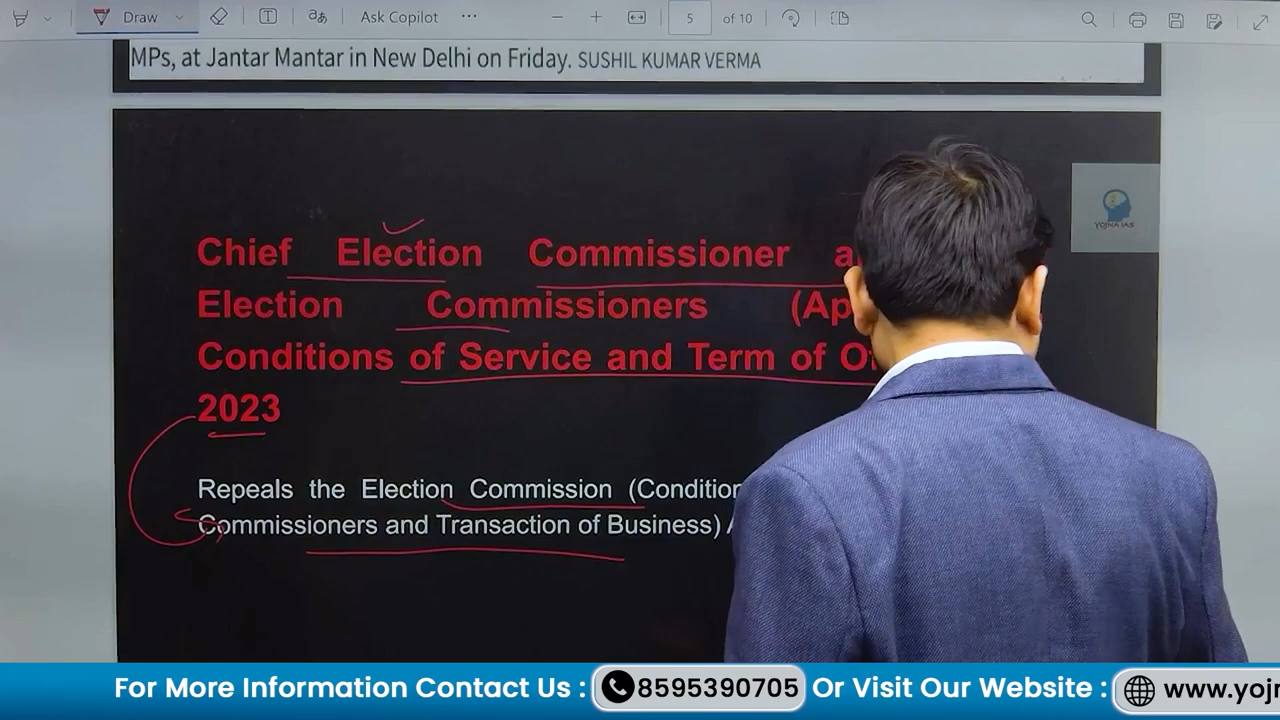 Draw
Ask Copilot
5 of 10
MPs, at Jantar Mantar in New Delhi on Friday. SUSHIL KUMAR VERMA
YOJNA IAS
Chief Election Commissioner
Election Commissioners (Ap
Conditions of Service and Term of
2023
Repeals the Election Commission (Condition
Commissioners and Transaction of Business)
For More Information Contact Us : 8595390705 Or Visit Our Website : www.yoj